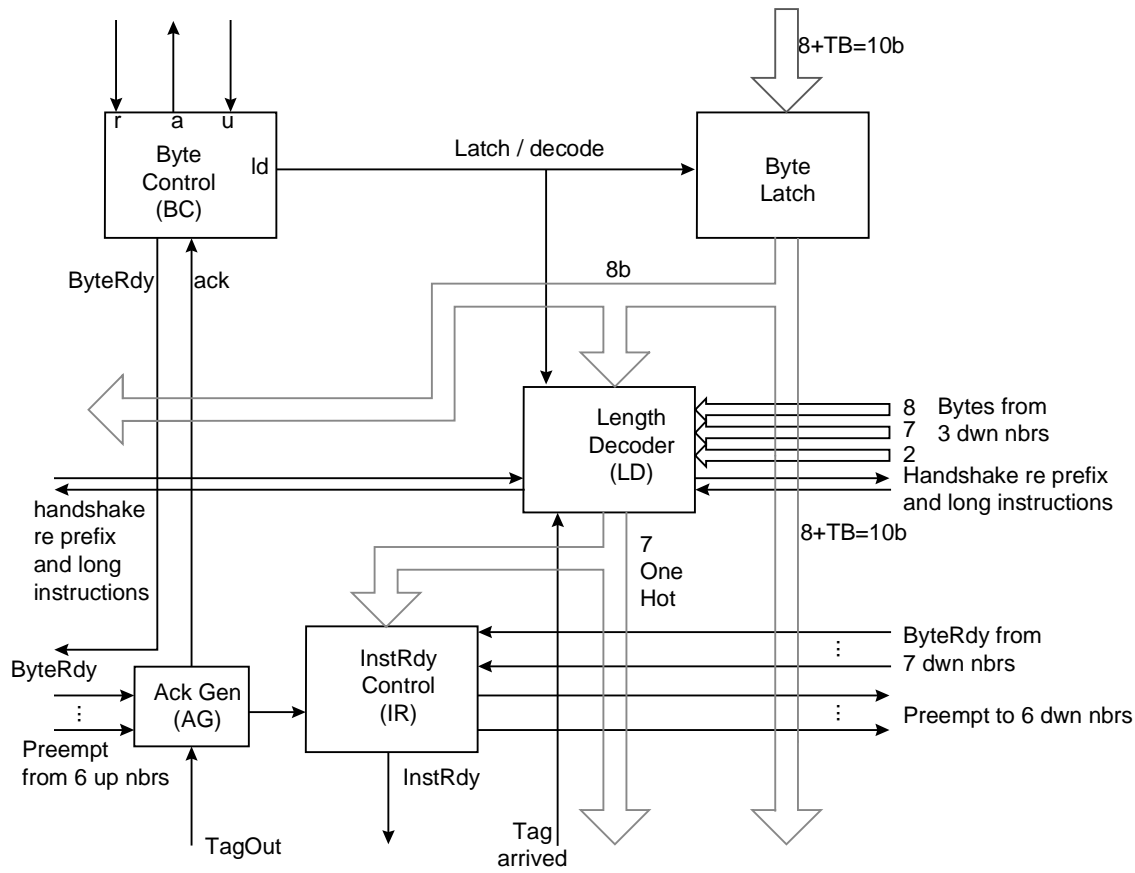 8+TB=10b
r a u
Byte
Control
(BC)
ld
Latch / decode
Byte
Latch
ByteRdy
ack
8b
Length
Decoder
(LD)
8
7
2
Bytes from
3 dwn nbrs
Handshake re prefix
and long instructions
handshake
re prefix
and long
instructions
8+TB=10b
7
One
Hot
ByteRdy
InstRdy
Control
(IR)
ByteRdy from
⋮
7 dwn nbrs
Ack Gen
(AG)
⋮
⋮
Preempt to 6 dwn nbrs
Preempt
from 6 up nbrs
InstRdy
TagOut
Tag
arrived